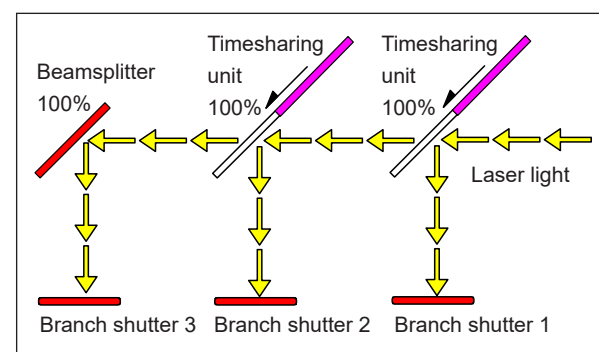 Beamsplitter
100%
Timesharing
unit
100%
Timesharing
unit
100%
Laser light
Branch shutter 3
Branch shutter 2
Branch shutter 1